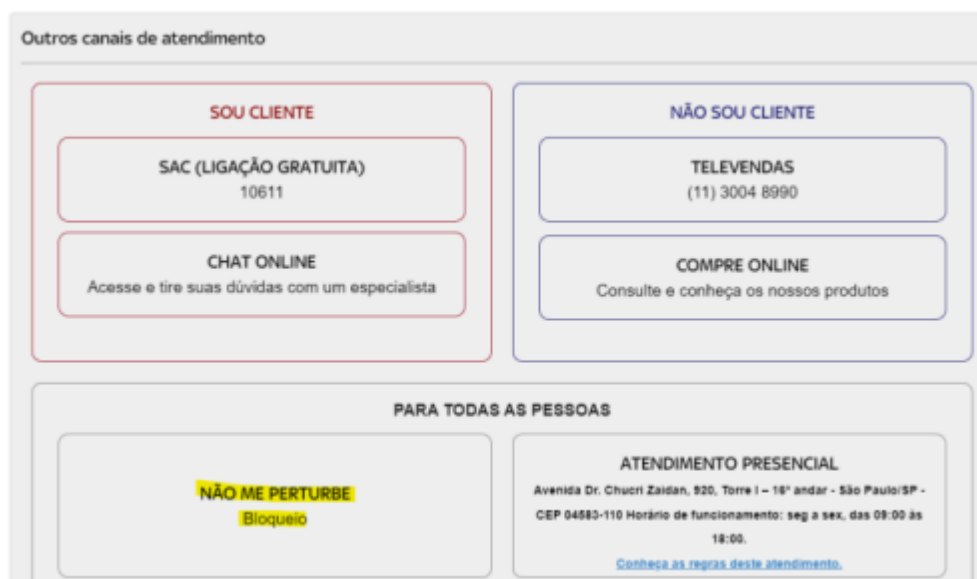 Outros canais de atendimento
SOU CLIENTE
SAC (LIGAÇÃO GRATUITA)
10611
CHAT ONLINE
Acesse e tire suas dúvidas com um especialista
NÃO SOU CLIENTE
TELEVENDAS
(11) 3004 8990
COMPRE ONLINE
Consulte e conheça os nossos produtos
PARA TODAS AS PESSOAS
NÃO ME PERTURBE
Bloqueio
ATENDIMENTO PRESENCIAL
Avenida Dr. Chucri Zaidan, 920, Torre I – 16° andar - São Paulo/SP -
CEP 04583-110 Horário de funcionamento: seg a sex, das 09:00 às
18:00.
Conheça as regras deste atendimento.